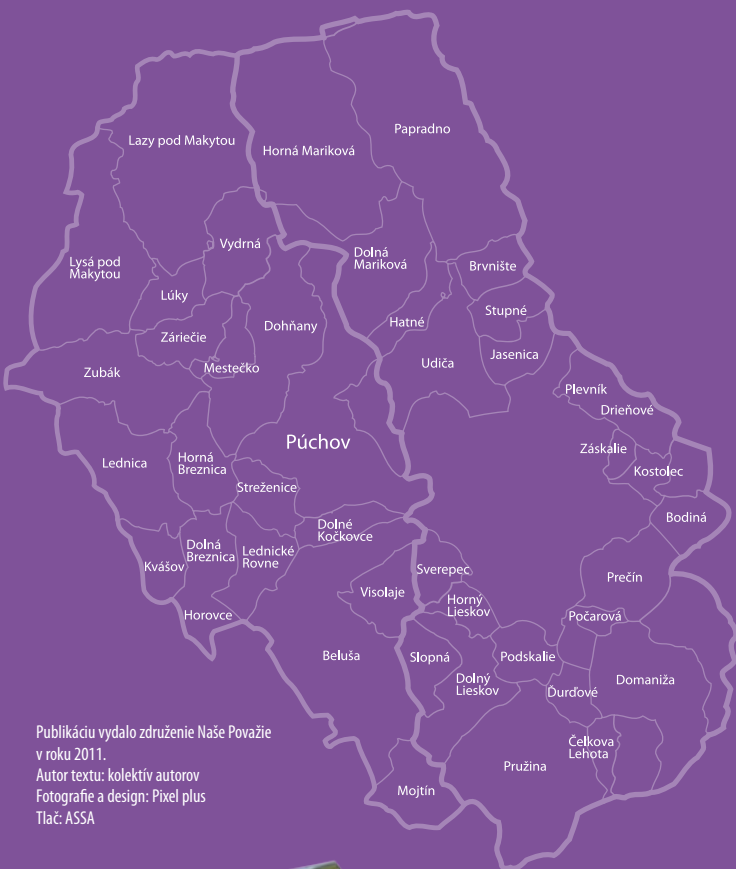 Papradno
Lazy pod Makytou
Horná Mariková
Vydrná
Dolná
Mariková
Lysá pod
Makytou
Brvnište
Lúky
Stupné
Záriečie
Dohňany
Hatné
Jasenica
Udiča
Zubák
Mestečko
Plevník
Drieňové
Púchov
Záskalie
Lednica
Horná
Breznica
Kostolec
Streženice
Bodiná
Dolné
Kočkovce
Dolná
Breznica
Lednické
Rovne
Kvášov
Sverepec
Prečín
Visolaje
Horný
Lieskov
Horovce
Počarová
Beluša
Slopná
Podskalie
Dolný
Lieskov
Domaniža
Ďurďové
Čelkova
Lehota
Pružina
Mojtín
Publikáciu vydalo združenie Naše Považie
v roku 2011.
Autor textu: kolektív autorov
Fotografie a design: Pixel plus
Tlač: ASSA